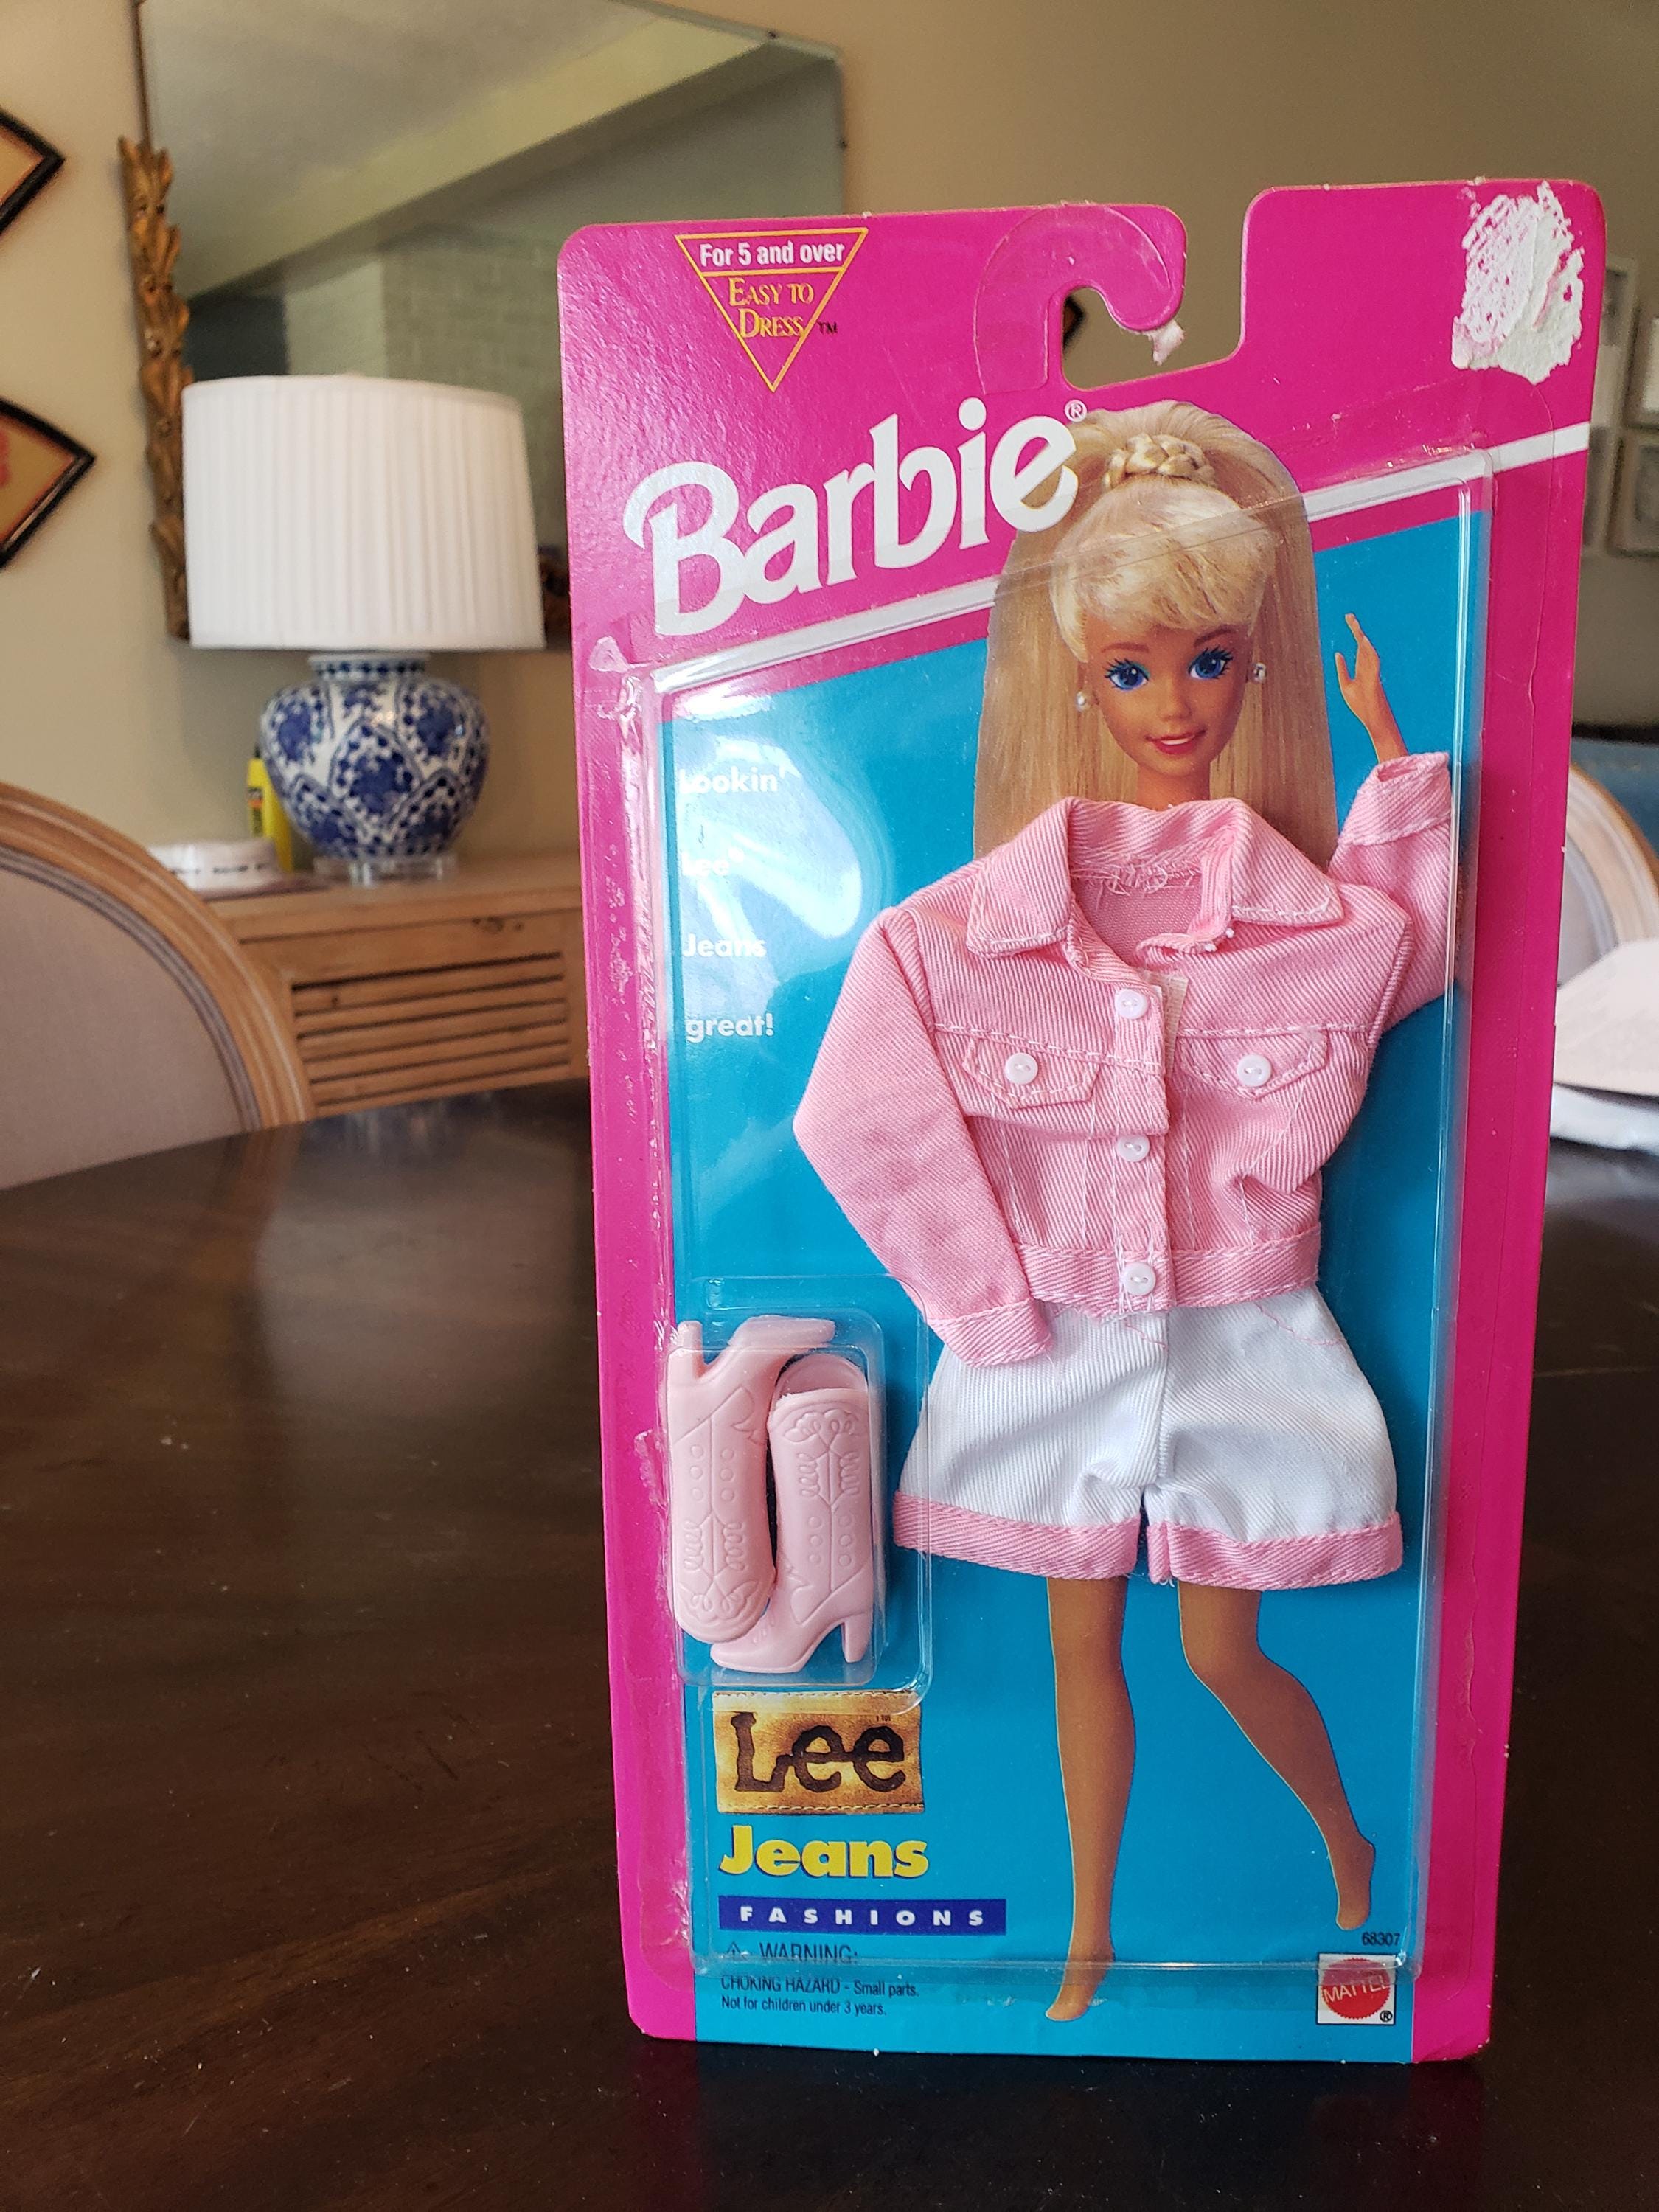 For 5 and over
EASY TO
DRESS TM
Barbie®
Lookin'
Lee®
Jeans
great!
Lee
Jeans
FASHIONS
⚠ WARNING:
CHOKING HAZARD - Small parts.
Not for children under 3 years.
68307
MATTEL
®